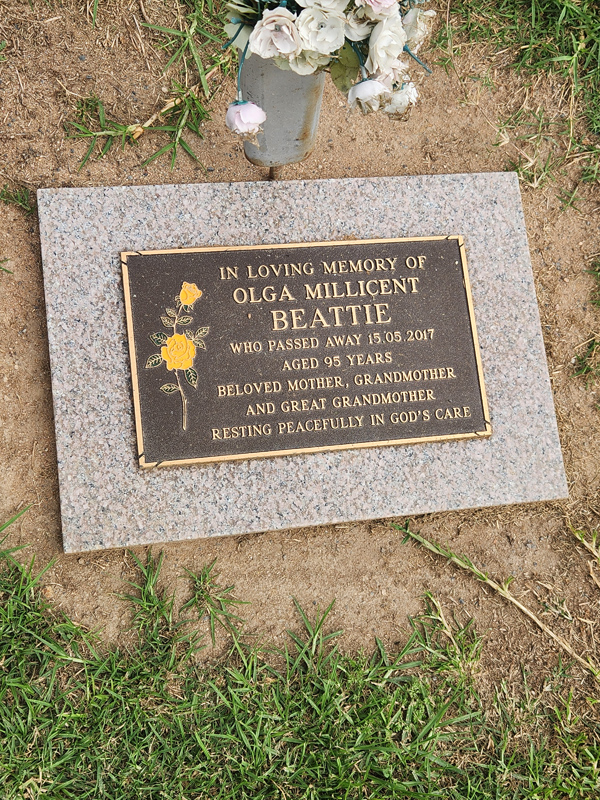 IN LOVING MEMORY OF
OLGA MILLICENT
BEATTIE
WHO PASSED AWAY 15.05.2017
AGED 95 YEARS
BELOVED MOTHER, GRANDMOTHER
AND GREAT GRANDMOTHER
RESTING PEACEFULLY IN GOD'S CARE